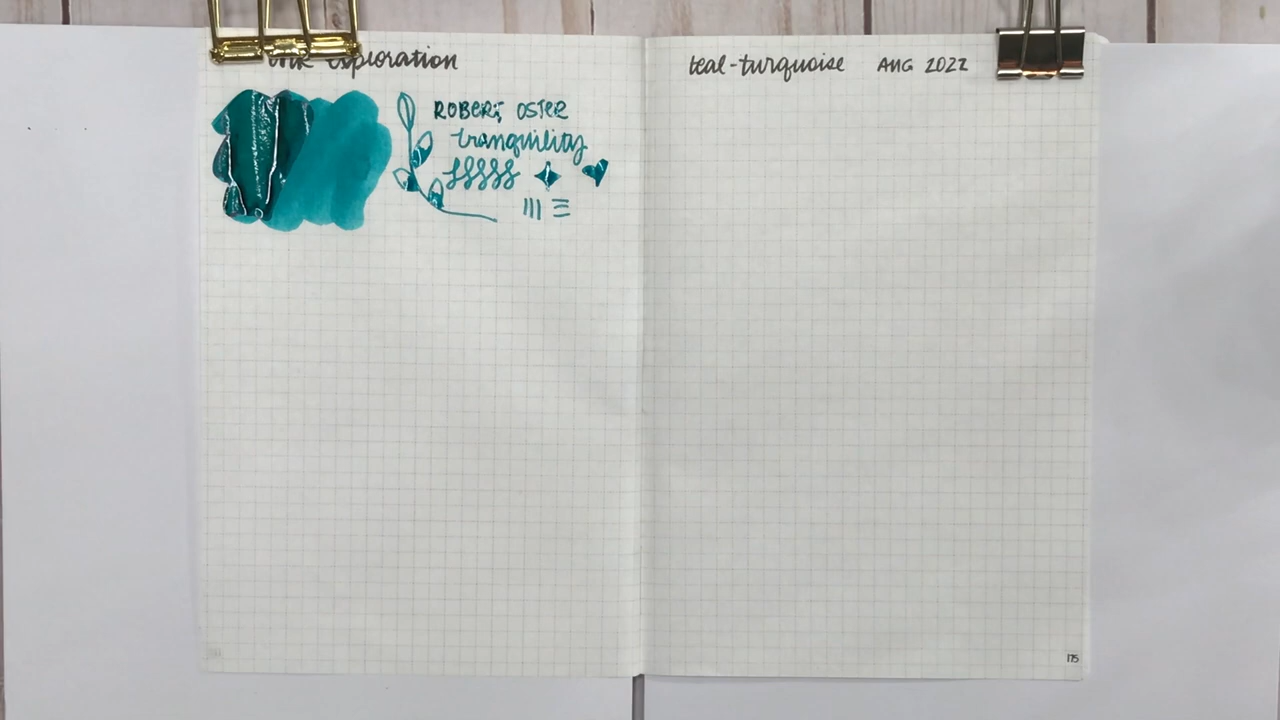 ink exploration
teal-turquoise AUG 2022
ROBERT OSTER
tranquility
175